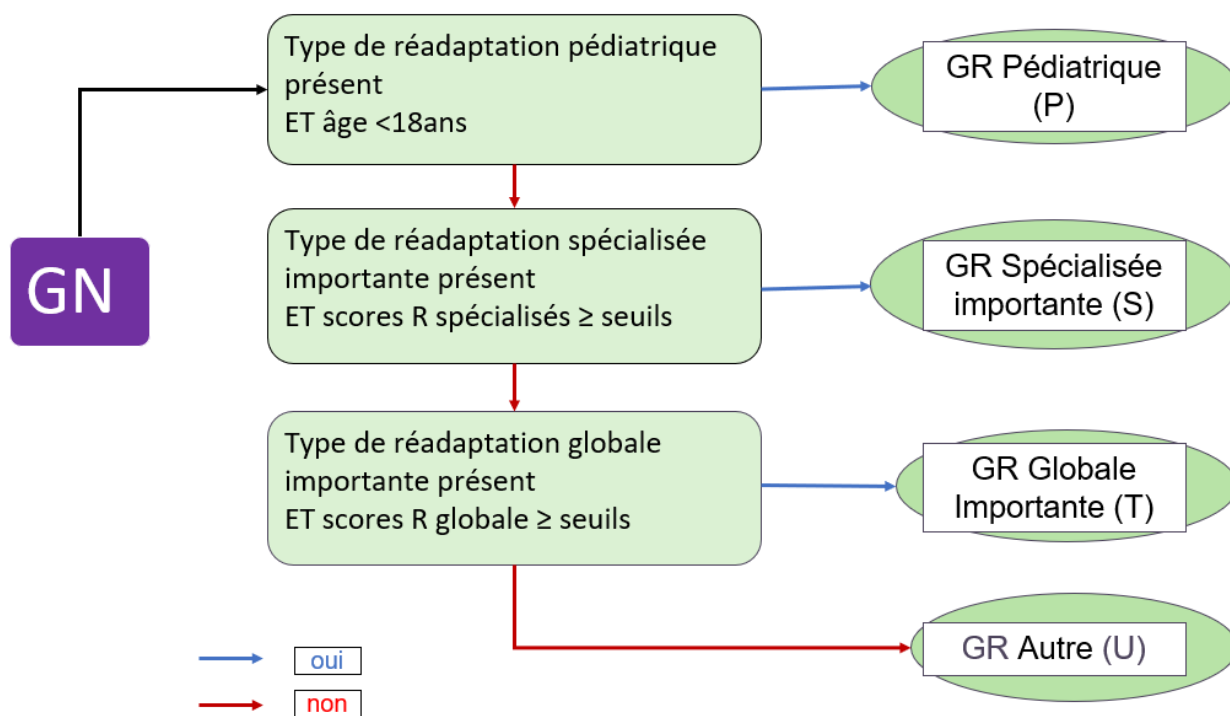 Type de réadaptation pédiatrique
présent
ET âge <18ans
GR Pédiatrique
(P)
GN
Type de réadaptation spécialisée
importante présent
ET scores R spécialisés ≥ seuils
GR Spécialisée
importante (S)
Type de réadaptation globale
importante présent
ET scores R globale ≥ seuils
GR Globale
Importante (T)
GR Autre (U)
oui
non